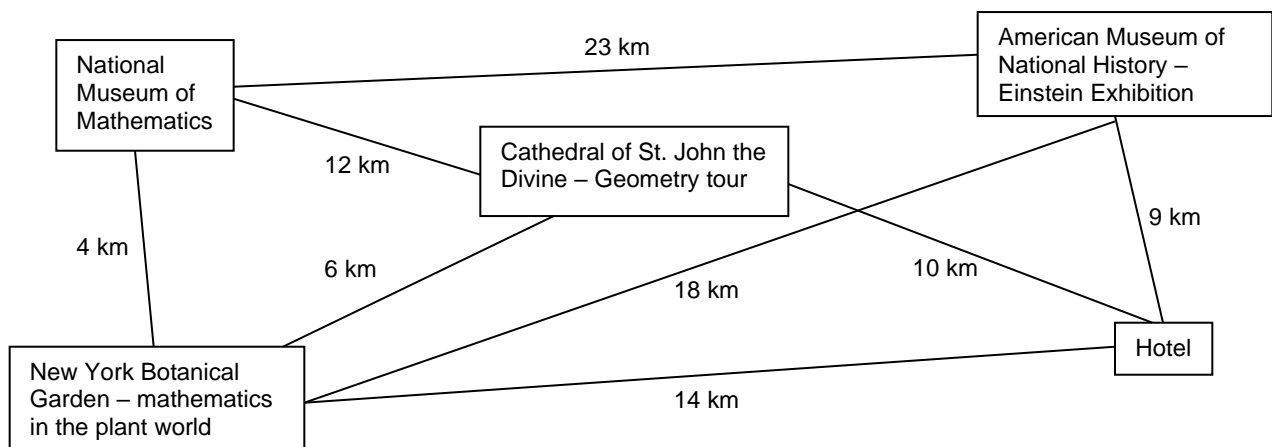 23 km
American Museum of
National History –
Einstein Exhibition
National
Museum of
Mathematics
12 km
Cathedral of St. John the
Divine – Geometry tour
4 km
6 km
18 km
10 km
9 km
New York Botanical
Garden – mathematics
in the plant world
14 km
Hotel